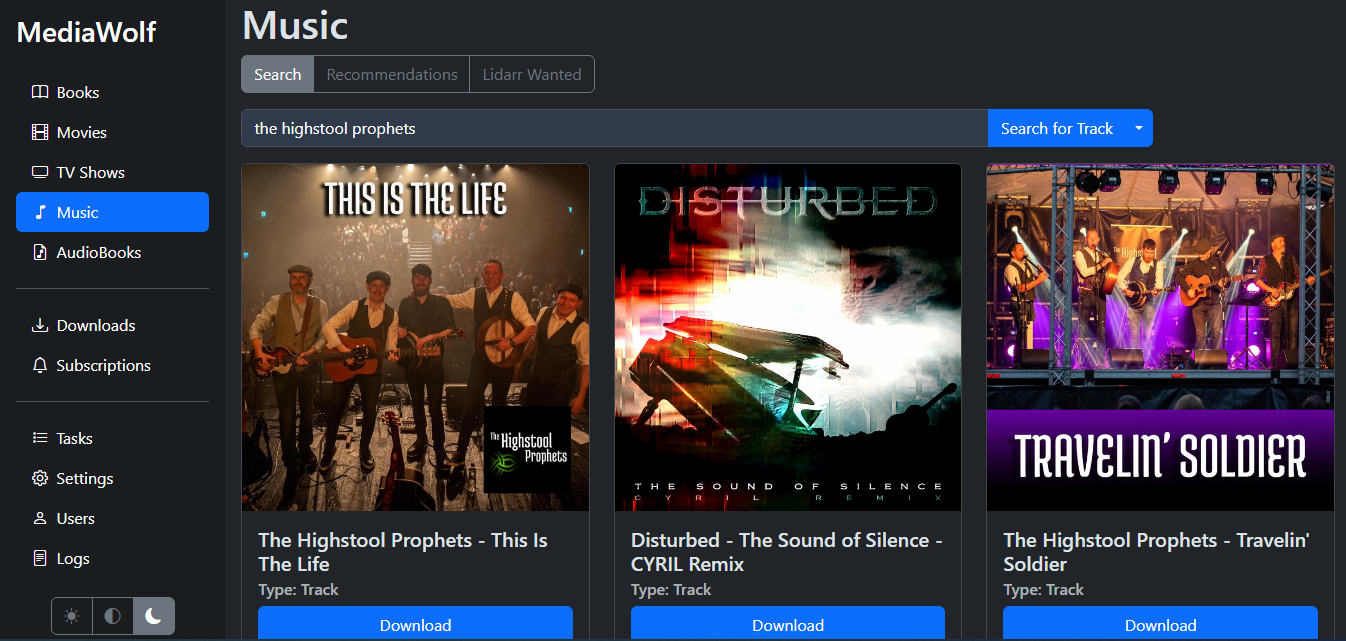 MediaWolf
Books
Movies
TV Shows
Music
AudioBooks
Downloads
Subscriptions
Tasks
Settings
Users
Logs
Music
Search
Recommendations
Lidarr Wanted
the highstool prophets
Search for Track
THIS IS THE LIFE
The Highstool
Prophets
The Highstool Prophets - This Is
The Life
Type: Track
Download
DISTURBED
THE SOUND OF SILENCE
CYRIL REMIX
Disturbed - The Sound of Silence -
CYRIL Remix
Type: Track
Download
TRAVELIN' SOLDIER
The Highstool Prophets - Travelin'
Soldier
Type: Track
Download